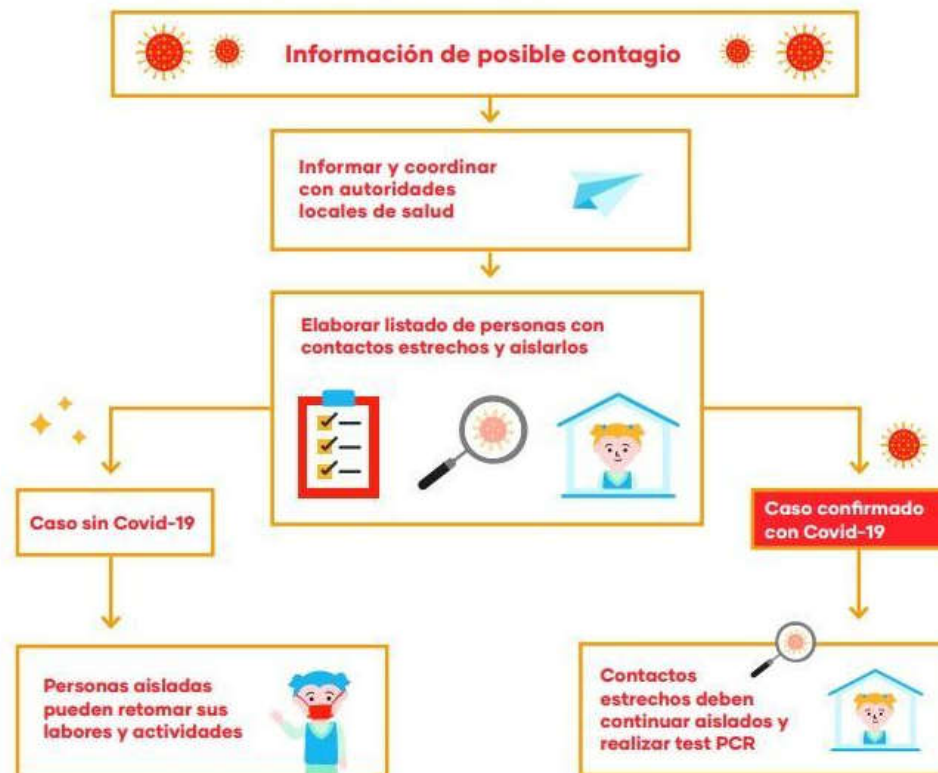 Información de posible contagio
Informar y coordinar
con autoridades
locales de salud
Elaborar listado de personas con
contactos estrechos y aislarlos
Caso sin Covid-19
Caso confirmado
con Covid-19
Personas aisladas
pueden retomar sus
labores y actividades
Contactos
estrechos deben
continuar aislados y
realizar test PCR